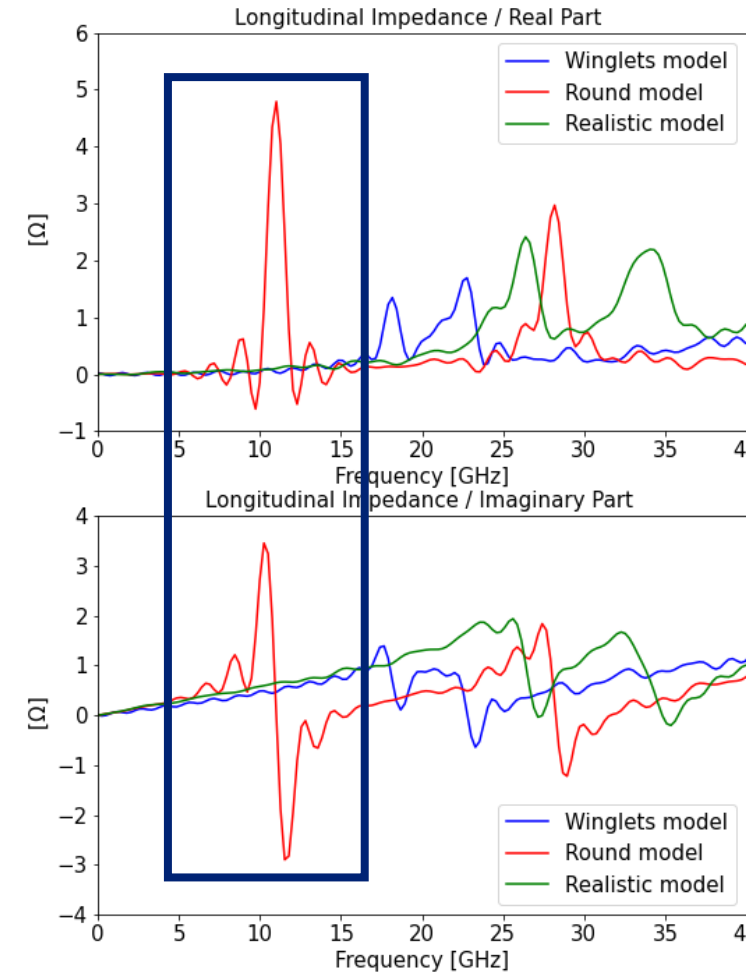 Longitudinal Impedance / Real Part
6
5
4
3
2
1
0
−1
[Ω]
Winglets model
Round model
Realistic model
0 5 10 15 20 25 30 35 4
Frequency [GHz]
Longitudinal Impedance / Imaginary Part
4
3
2
1
0
−1
−2
−3
−4
[Ω]
Winglets model
Round model
Realistic model
0 5 10 15 20 25 30 35 4
Frequency [GHz]